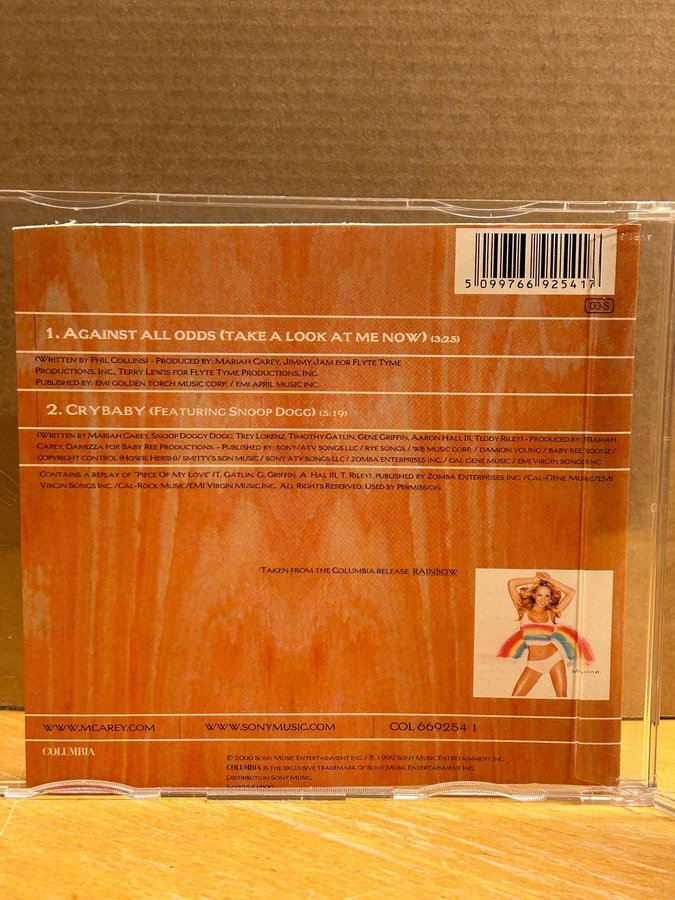 5 099766 925417
CD-S
1. Against All Odds (Take A Look At Me Now) (3:25)
(Written by Phil Collins) - Produced by: Mariah Carey, Jimmy Jam for Flyte Tyme
Productions, Inc., Terry Lewis for Flyte Tyme Productions, Inc.
Published by: EMI Golden Torch Music Corp. / EMI April Music Inc.
2. Crybaby (Featuring Snoop Dogg) (5:19)
(Written by Mariah Carey, Snoop Doggy Dogg, Trey Lorenz, Timothy Gatlin, Gene Griffin, Aaron Hall III, Teddy Riley) - Produced by: Mariah
Carey, Damizza for Baby Ree Productions. - Published by: Sony/ATV Songs LLC / Rye Songs / WB Music Corp. / Damion Young / Baby Ree Toonz /
Copyright Control (Howie Hersh)/ Smitty's Son Music / Sony ATV Songs LLC / Zomba Enterprises Inc. / Cal Gene Music / EMI Virgin Songs Inc.
Contains a replay of "Piece Of My Love" (T. Gatlin, G. Griffin, A. Hal III, T. Riley), published by Zomba Enterprises Inc. /Cal-Gene Music/EMI
Virgin Songs Inc. /Cal-Rock Music/EMI Virgin Music Inc. All Rights Reserved. Used by Permission.
Taken from the Columbia release RAINBOW
MARIAH.
www.mcarey.com www.sonymusic.com COL 669254 1
COLUMBIA
© 2000 Sony Music Entertainment Inc. / ℗ 1999 Sony Music Entertainment Inc.
COLUMBIA is the exclusive trademark of Sony Music Entertainment Inc.
Distribution Sony Music